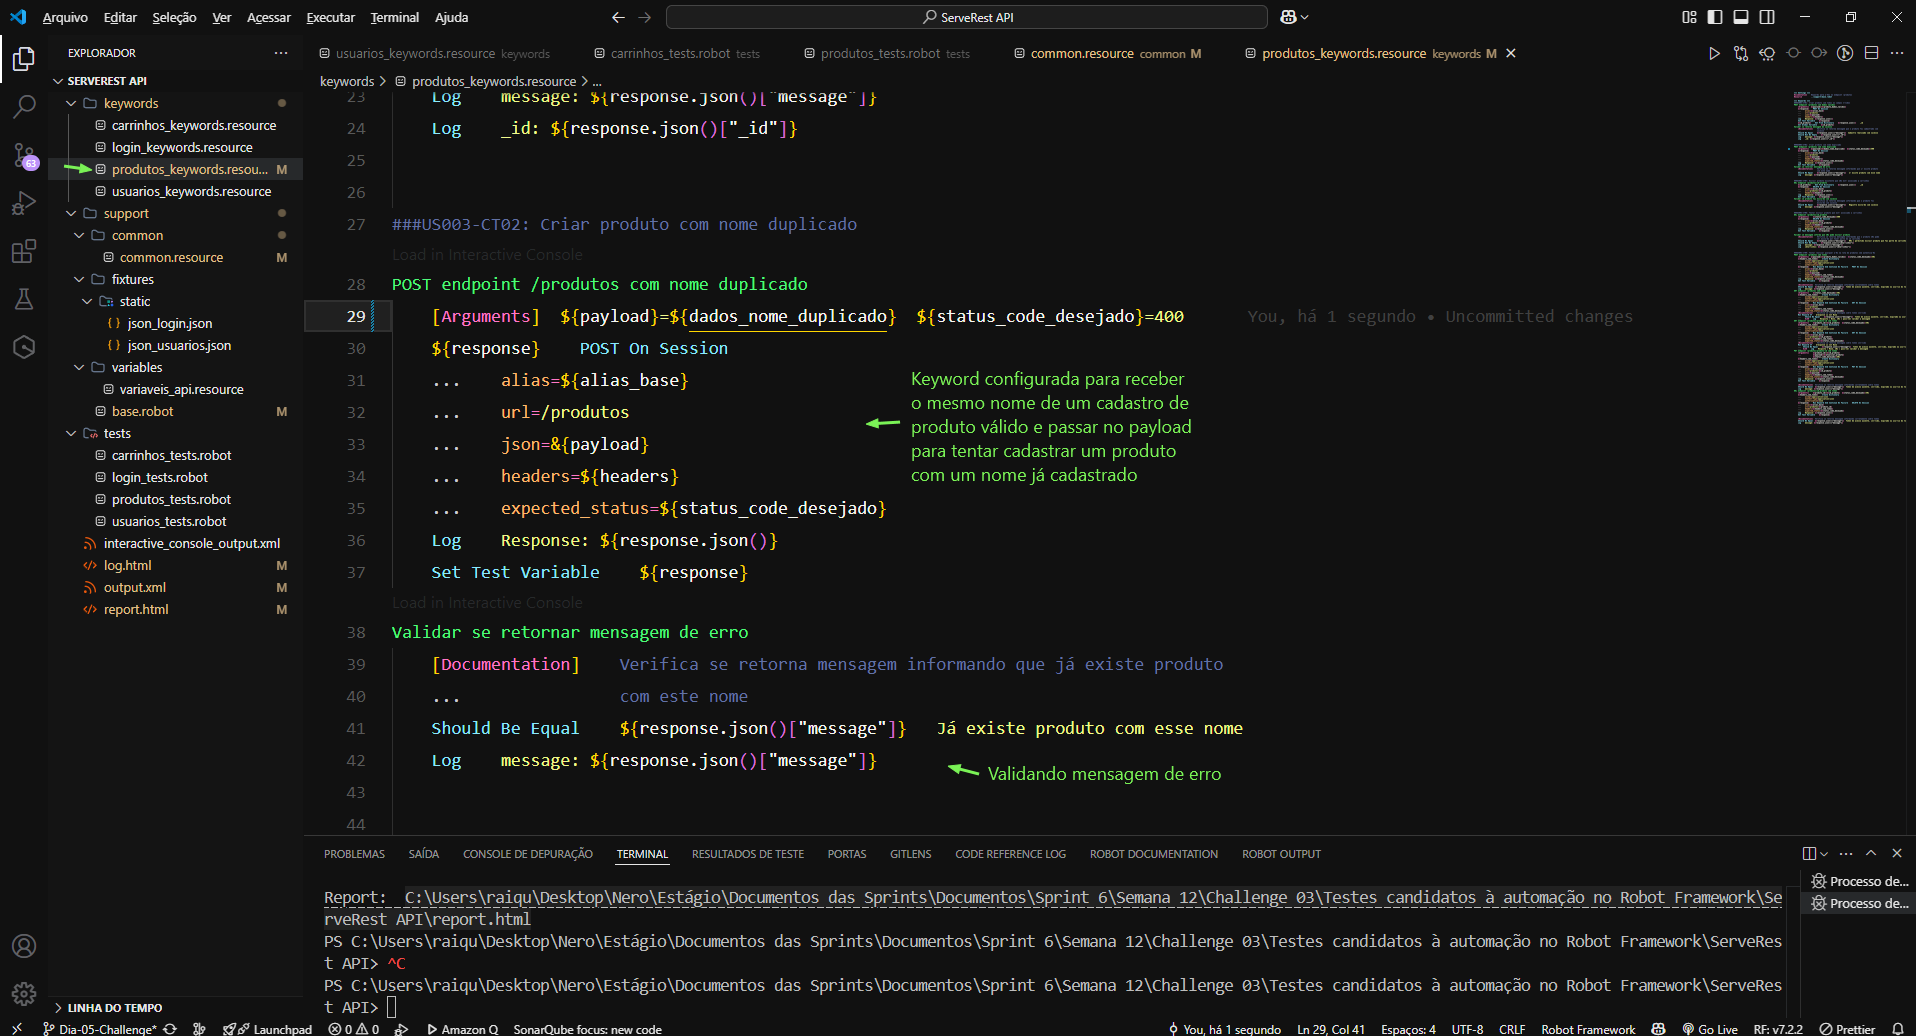 Arquivo Editar Seleção Ver Acessar Executar Terminal Ajuda
ServeRest API
EXPLORADOR
SERVEREST API
keywords
carrinhos_keywords.resource
login_keywords.resource
produtos_keywords.resou... M
usuarios_keywords.resource
support
common
common.resource M
fixtures
static
json_login.json
json_usuarios.json
variables
variaveis_api.resource
base.robot M
tests
carrinhos_tests.robot
login_tests.robot
produtos_tests.robot
usuarios_tests.robot
interactive_console_output.xml
log.html M
output.xml M
report.html M
LINHA DO TEMPO
63
usuarios_keywords.resource keywords
carrinhos_tests.robot tests
produtos_tests.robot tests
common.resource common M
produtos_keywords.resource keywords M
keywords > produtos_keywords.resource > ...
23 Log message: ${response.json()["message"]}
24 Log _id: ${response.json()["_id"]}
25
26
27 ###US003-CT02: Criar produto com nome duplicado
Load in Interactive Console
28 POST endpoint /produtos com nome duplicado
29 [Arguments] ${payload}=${dados_nome_duplicado} ${status_code_desejado}=400 You, há 1 segundo • Uncommitted changes
30 ${response} POST On Session
31 ... alias=${alias_base}
32 ... url=/produtos
33 ... json=&{payload}
34 ... headers=${headers}
35 ... expected_status=${status_code_desejado}
36 Log Response: ${response.json()}
37 Set Test Variable ${response}
Load in Interactive Console
38 Validar se retornar mensagem de erro
39 [Documentation] Verifica se retorna mensagem informando que já existe produto
40 ... com este nome
41 Should Be Equal ${response.json()["message"]} Já existe produto com esse nome
42 Log message: ${response.json()["message"]}
43
44
Keyword configurada para receber
o mesmo nome de um cadastro de
produto válido e passar no payload
para tentar cadastrar um produto
com um nome já cadastrado
Validando mensagem de erro
PROBLEMAS SAÍDA CONSOLE DE DEPURAÇÃO TERMINAL RESULTADOS DE TESTE PORTAS GITLENS CODE REFERENCE LOG ROBOT DOCUMENTATION ROBOT OUTPUT
Report: C:\Users\raiqu\Desktop\Nero\Estágio\Documentos das Sprints\Documentos\Sprint 6\Semana 12\Challenge 03\Testes candidatos à automação no Robot Framework\Se
rveRest API\report.html
PS C:\Users\raiqu\Desktop\Nero\Estágio\Documentos das Sprints\Documentos\Sprint 6\Semana 12\Challenge 03\Testes candidatos à automação no Robot Framework\ServeRes
t API> ^C
PS C:\Users\raiqu\Desktop\Nero\Estágio\Documentos das Sprints\Documentos\Sprint 6\Semana 12\Challenge 03\Testes candidatos à automação no Robot Framework\ServeRes
t API>
Processo de...
Processo de...
Dia-05-Challenge* Launchpad 0 0 Amazon Q SonarQube focus: new code You, há 1 segundo Ln 29, Col 41 Espaços: 4 UTF-8 CRLF Robot Framework Go Live RF: v7.2.2 Prettier